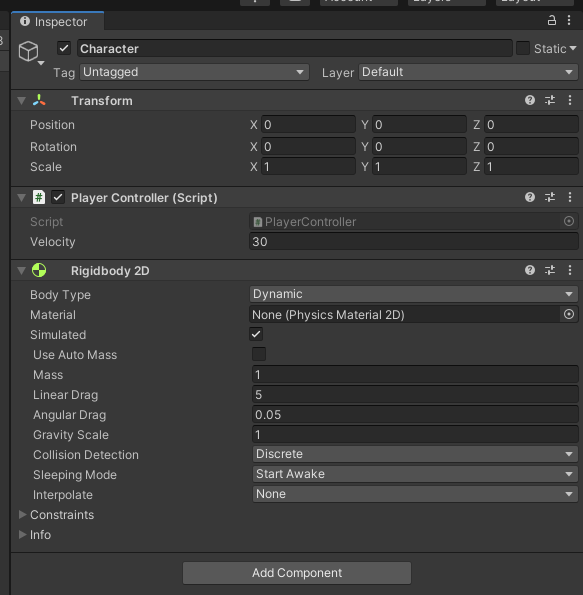 Account
Layers
Layout
Inspector
Character Static
Tag Untagged Layer Default
Transform
Position X 0 Y 0 Z 0
Rotation X 0 Y 0 Z 0
Scale X 1 Y 1 Z 1
# Player Controller (Script)
Script # PlayerController
Velocity 30
Rigidbody 2D
Body Type Dynamic
Material None (Physics Material 2D)
Simulated
Use Auto Mass
Mass 1
Linear Drag 5
Angular Drag 0.05
Gravity Scale 1
Collision Detection Discrete
Sleeping Mode Start Awake
Interpolate None
Constraints
Info
Add Component